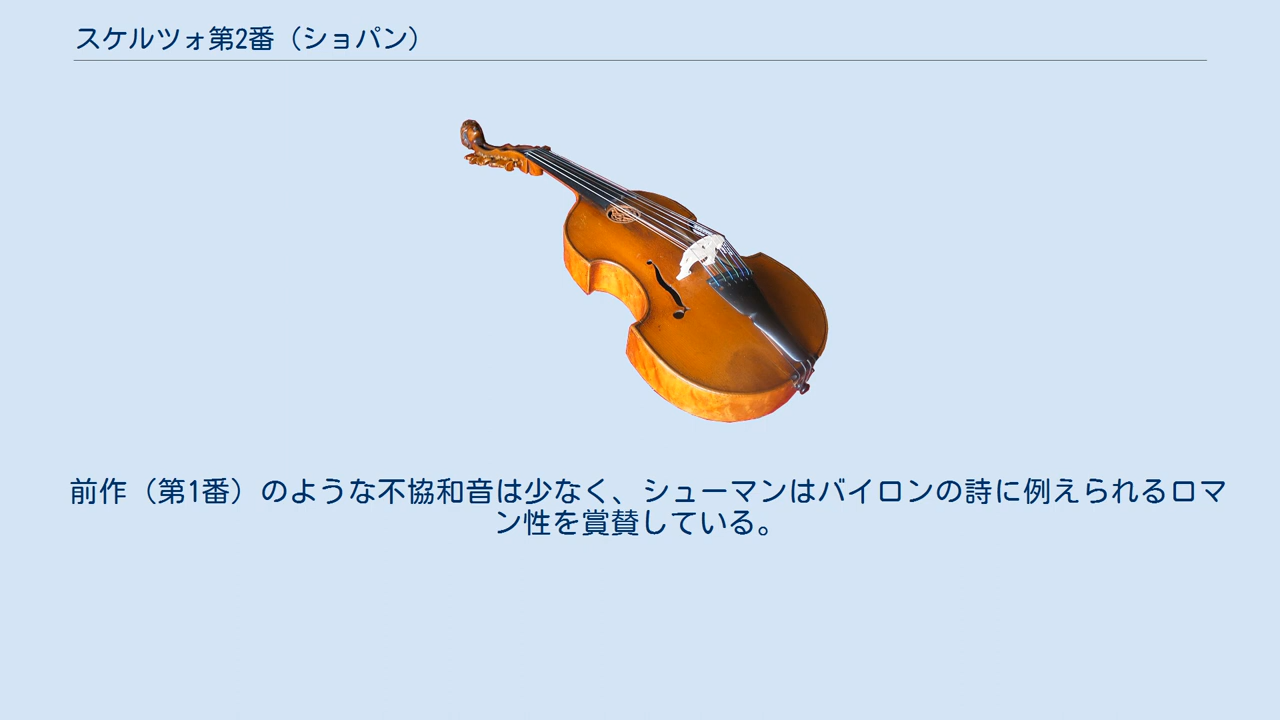 スケルツォ第2番（ショパン）
前作（第1番）のような不協和音は少なく、シューマンはバイロンの詩に例えられるロマ
ン性を賞賛している。